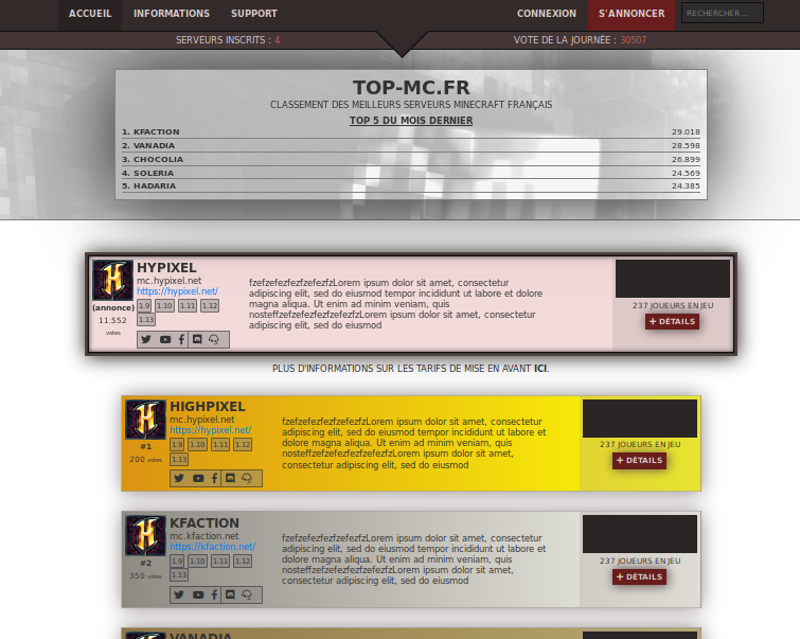 ACCUEIL INFORMATIONS SUPPORT CONNEXION S'ANNONCER RECHERCHER ...
SERVEURS INSCRITS : 4 VOTE DE LA JOURNÉE : 30507
TOP-MC.FR
CLASSEMENT DES MEILLEURS SERVEURS MINECRAFT FRANÇAIS
TOP 5 DU MOIS DERNIER
1. KFACTION 29.018
2. VANADIA 28.598
3. CHOCOLIA 26.899
4. SOLERIA 24.569
5. HADARIA 24.385
HYPIXEL
mc.hypixel.net
https://hypixel.net/
1.9 1.10 1.11 1.12
1.13
(annonce)
11.552
votes
fzefezfezfezfezfzLorem ipsum dolor sit amet, consectetur
adipiscing elit, sed do eiusmod tempor incididunt ut labore et dolore
magna aliqua. Ut enim ad minim veniam, quis
nosteffzefezfezfezfezfzLorem ipsum dolor sit amet, consectetur
adipiscing elit, sed do eiusmod
237 JOUEURS EN JEU
+ DÉTAILS
PLUS D'INFORMATIONS SUR LES TARIFS DE MISE EN AVANT ICI.
HIGHPIXEL
mc.hypixel.net
https://hypixel.net/
1.9 1.10 1.11 1.12
1.13
#1
200 votes
fzefezfezfezfezfzLorem ipsum dolor sit amet, consectetur
adipiscing elit, sed do eiusmod tempor incididunt ut labore et
dolore magna aliqua. Ut enim ad minim veniam, quis
nosteffzefezfezfezfezfzLorem ipsum dolor sit amet,
consectetur adipiscing elit, sed do eiusmod
237 JOUEURS EN JEU
+ DÉTAILS
KFACTION
mc.kfaction.net
https://kfaction.net/
1.9 1.10 1.11 1.12
1.13
#2
350 votes
fzefezfezfezfezfzLorem ipsum dolor sit amet, consectetur
adipiscing elit, sed do eiusmod tempor incididunt ut labore et
dolore magna aliqua. Ut enim ad minim veniam, quis
nosteffzefezfezfezfezfzLorem ipsum dolor sit amet,
consectetur adipiscing elit, sed do eiusmod
237 JOUEURS EN JEU
+ DÉTAILS
VANADIA